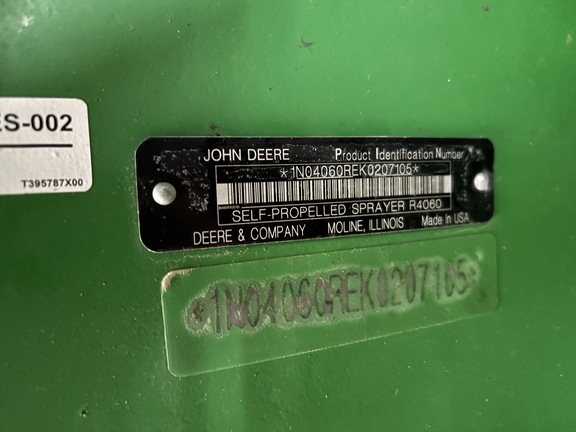 ES-002
T395787X00
JOHN DEERE Product Identification Number
*1N04060REK0207105*
SELF-PROPELLED SPRAYER R4060
DEERE & COMPANY MOLINE, ILLINOIS Made in USA
*1N04060REK0207105*